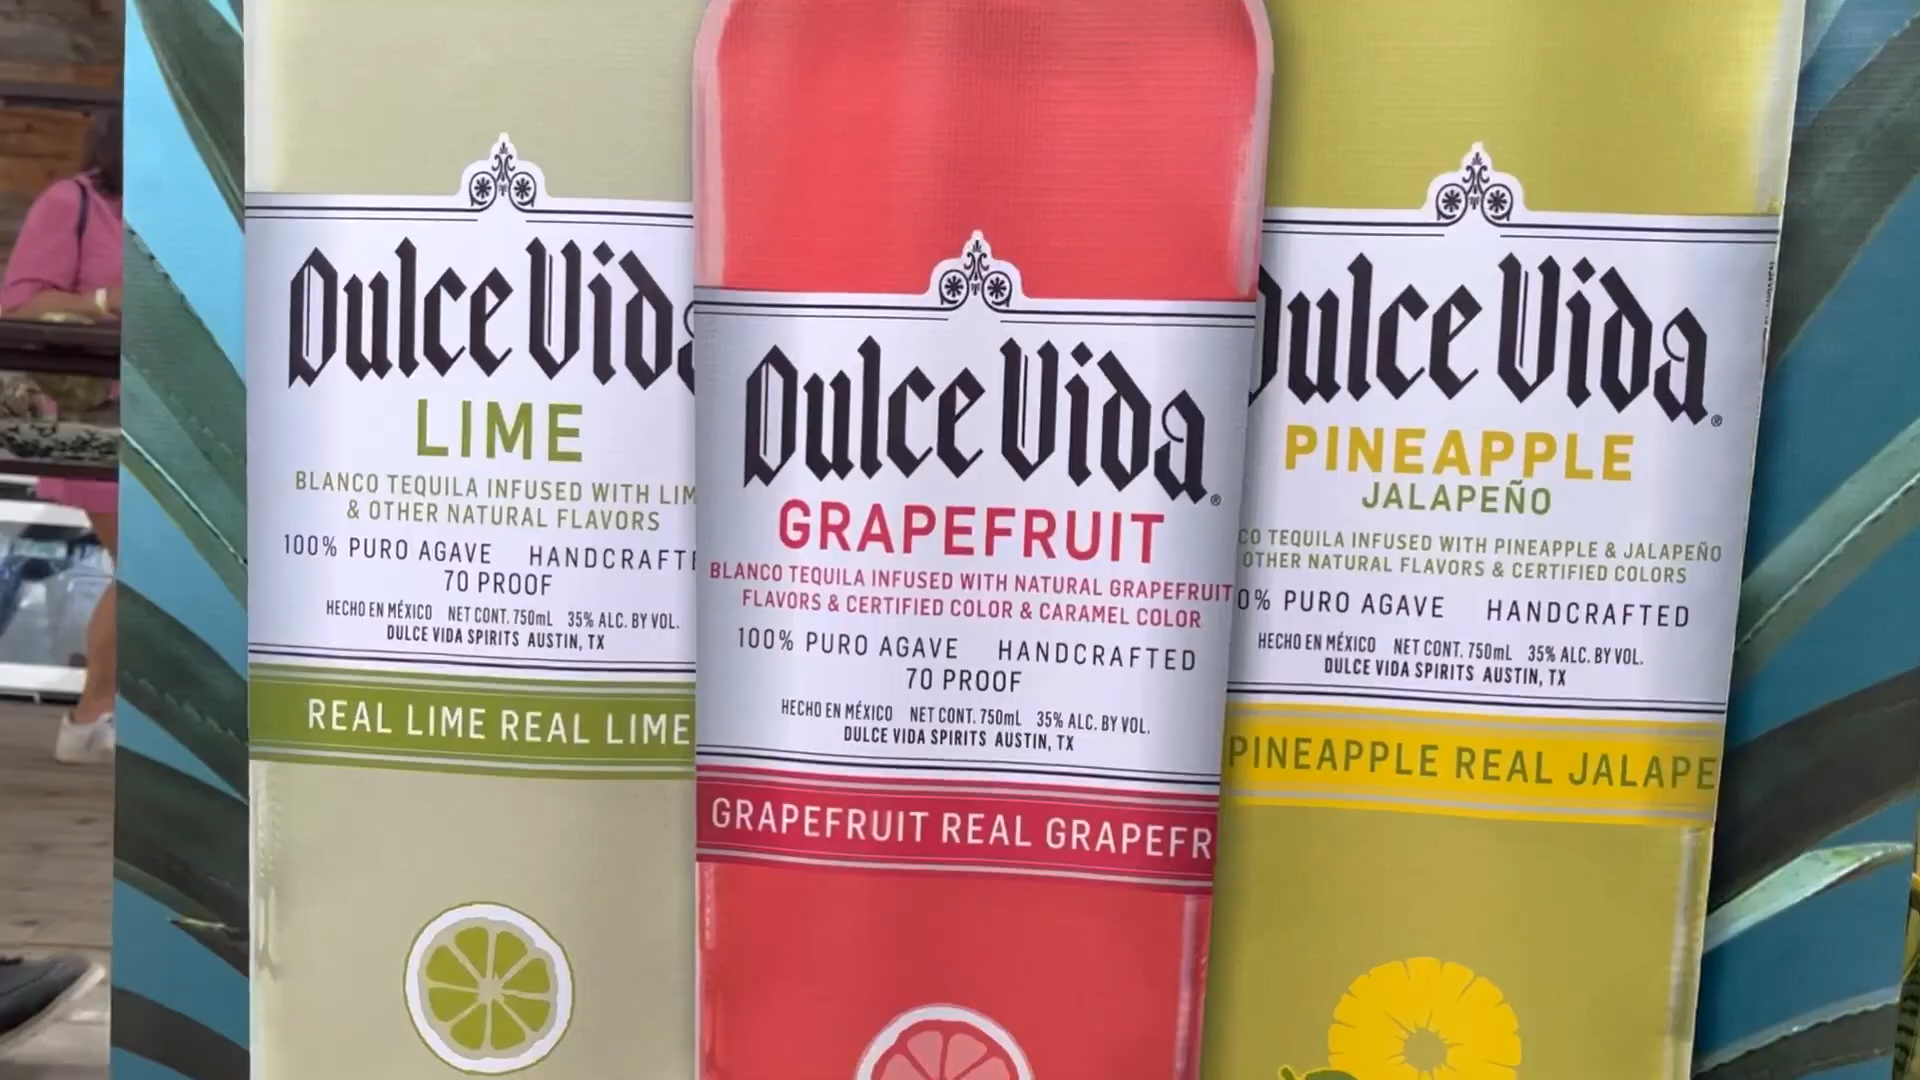 Dulce Vida
LIME
BLANCO TEQUILA INFUSED WITH LIM
& OTHER NATURAL FLAVORS
100% PURO AGAVE HANDCRAFTE
70 PROOF
HECHO EN MÉXICO NET CONT. 750mL 35% ALC. BY VOL.
DULCE VIDA SPIRITS AUSTIN, TX
REAL LIME REAL LIME
Dulce Vida®
GRAPEFRUIT
BLANCO TEQUILA INFUSED WITH NATURAL GRAPEFRUIT
FLAVORS & CERTIFIED COLOR & CARAMEL COLOR
100% PURO AGAVE HANDCRAFTED
70 PROOF
HECHO EN MÉXICO NET CONT. 750mL 35% ALC. BY VOL.
DULCE VIDA SPIRITS AUSTIN, TX
GRAPEFRUIT REAL GRAPEFR
Dulce Vida®
PINEAPPLE
JALAPEÑO
CO TEQUILA INFUSED WITH PINEAPPLE & JALAPEÑO
OTHER NATURAL FLAVORS & CERTIFIED COLORS
0% PURO AGAVE HANDCRAFTED
HECHO EN MÉXICO NET CONT. 750mL 35% ALC. BY VOL.
DULCE VIDA SPIRITS AUSTIN, TX
PINEAPPLE REAL JALAPE